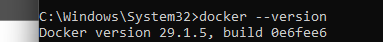 C:\Windows\System32>docker --version
Docker version 29.1.5, build 0e6fee6